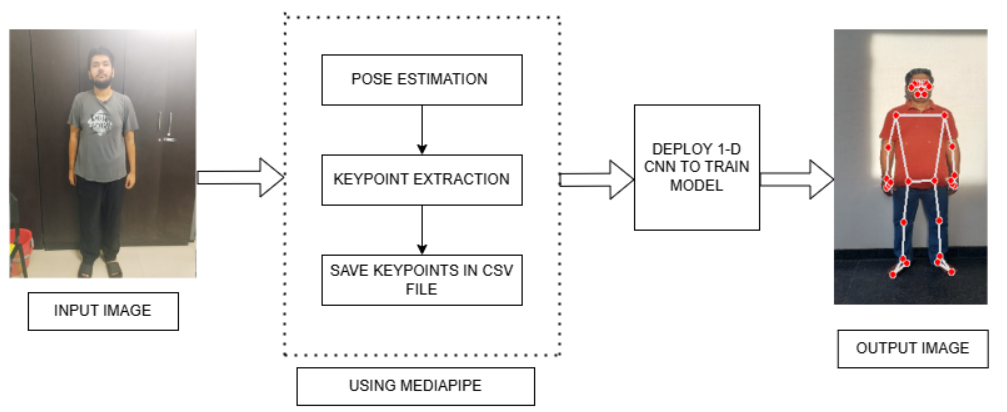 POSE ESTIMATION
KEYPOINT EXTRACTION
SAVE KEYPOINTS IN CSV
FILE
DEPLOY 1-D
CNN TO TRAIN
MODEL
INPUT IMAGE
USING MEDIAPIPE
OUTPUT IMAGE